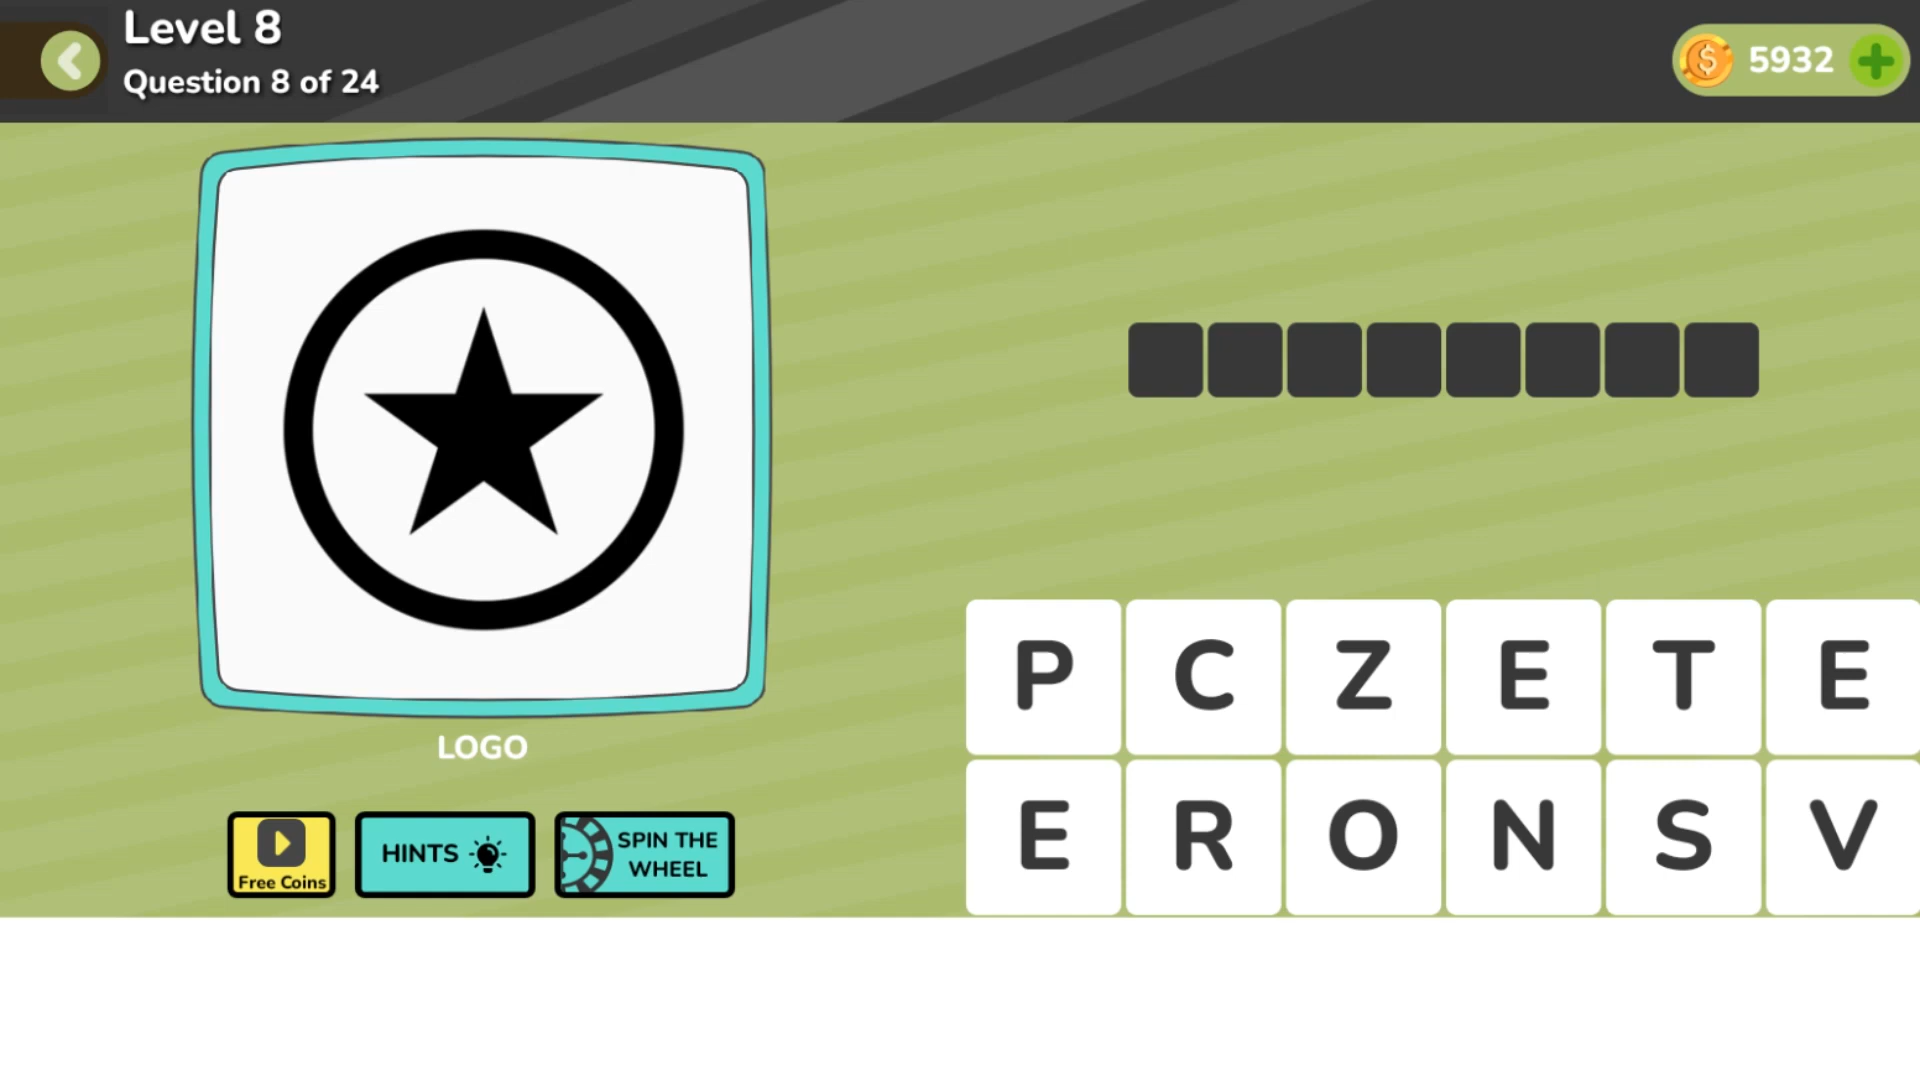 Level 8
Question 8 of 24
5932
LOGO
Free Coins
HINTS
SPIN THE
WHEEL
P C Z E T E
E R O N S V